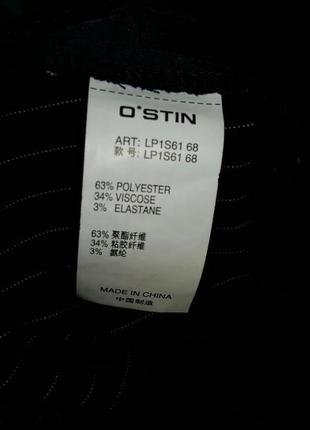 O'STIN
ART: LP1S61 68
款 号: LP1S61 68
63% POLYESTER
34% VISCOSE
3% ELASTANE
63% 聚酯纤维
34% 粘胶纤维
3% 氨纶
MADE IN CHINA
中国制造